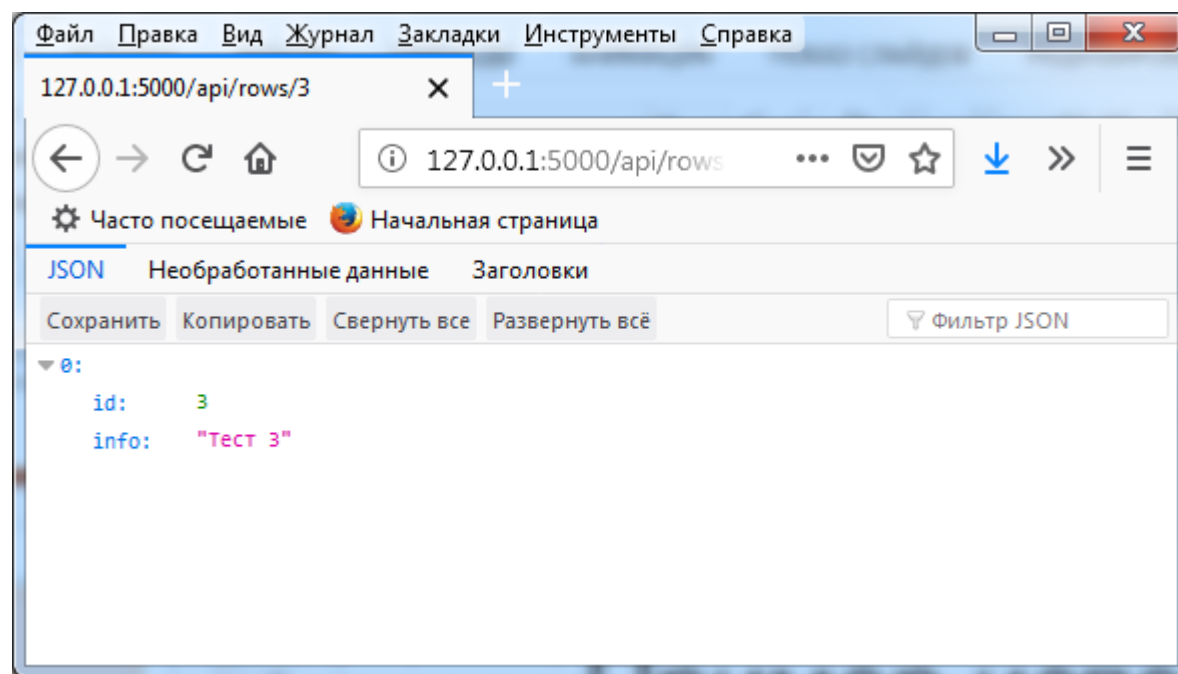 Файл Правка Вид Журнал Закладки Инструменты Справка
127.0.0.1:5000/api/rows/3
127.0.0.1:5000/api/rows
Часто посещаемые Начальная страница
JSON Необработанные данные Заголовки
Сохранить Копировать Свернуть все Развернуть всё Фильтр JSON
0:
id: 3
info: "Тест 3"